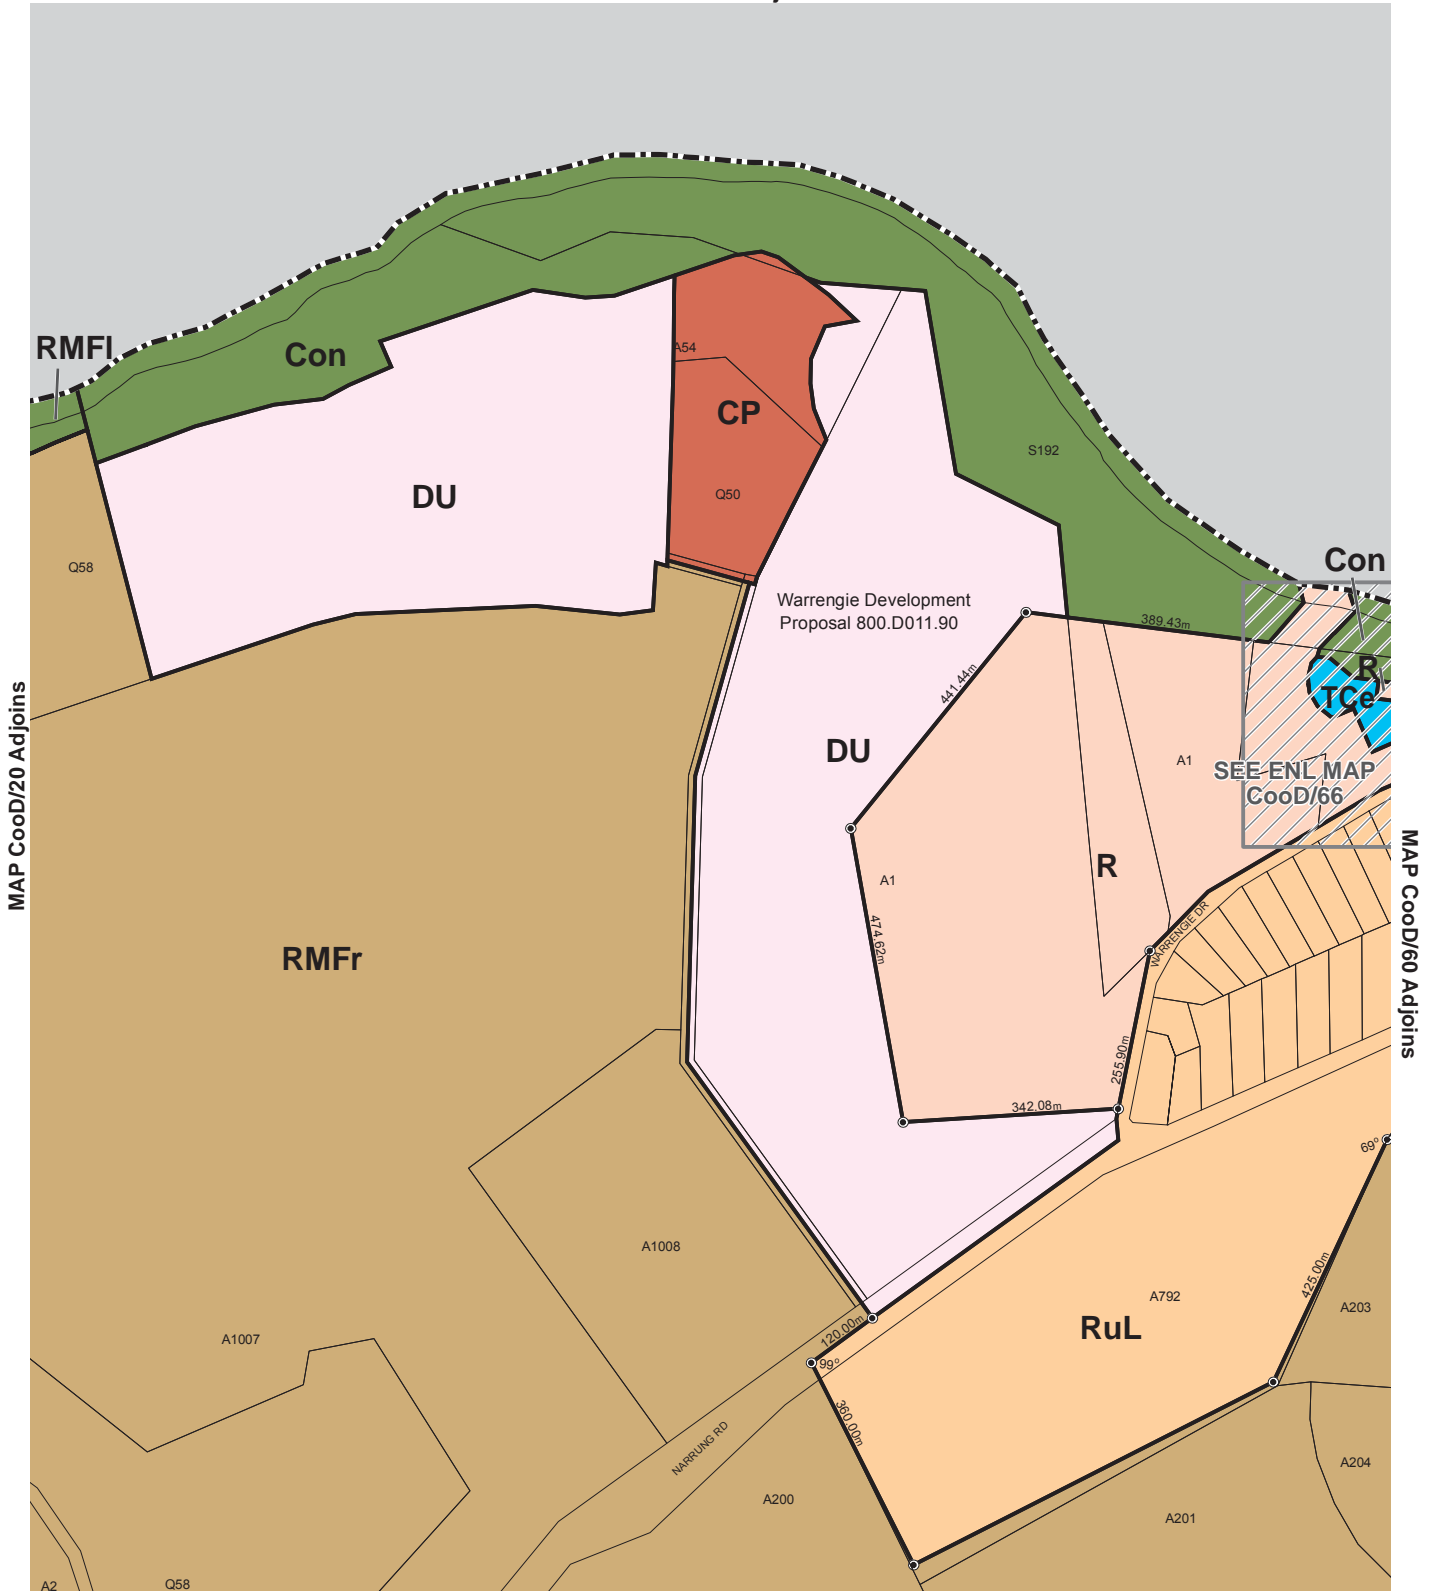 RMFl
Con
A54
CP
S192
DU
Q50
Con
Q58
Warrengie Development
Proposal 800.D011.90
389.43m
R
TCe
441.44m
MAP CooD/20 Adjoins
DU
A1
SEE ENL MAP
CooD/66
MAP CooD/60 Adjoins
R
A1
474.62m
WARRENGIE DR
RMFr
255.90m
342.08m
69°
A1008
425.00m
A792
A203
RuL
A1007
120.00m
99°
360.00m
NARRUNG RD
A204
A200
A201
A2
Q58